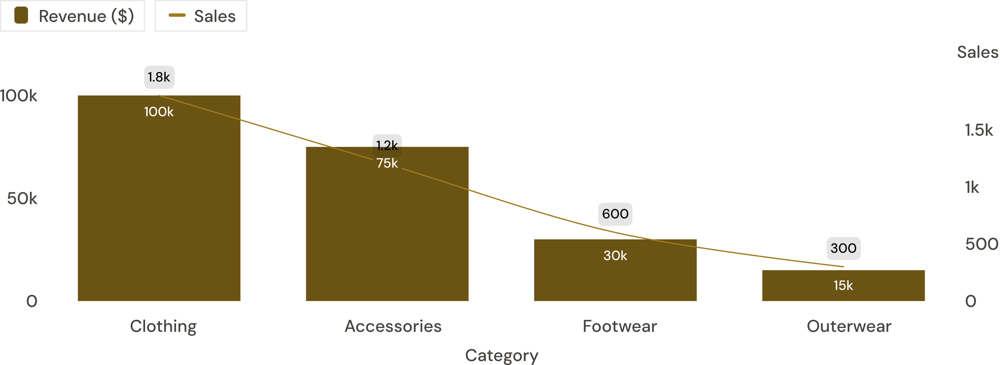 Revenue ($) Sales
Sales
1.8k
100k
100k
1.5k
1.2k
75k
1k
50k
600
500
300
30k
15k
0 0
Clothing Accessories Footwear Outerwear
Category